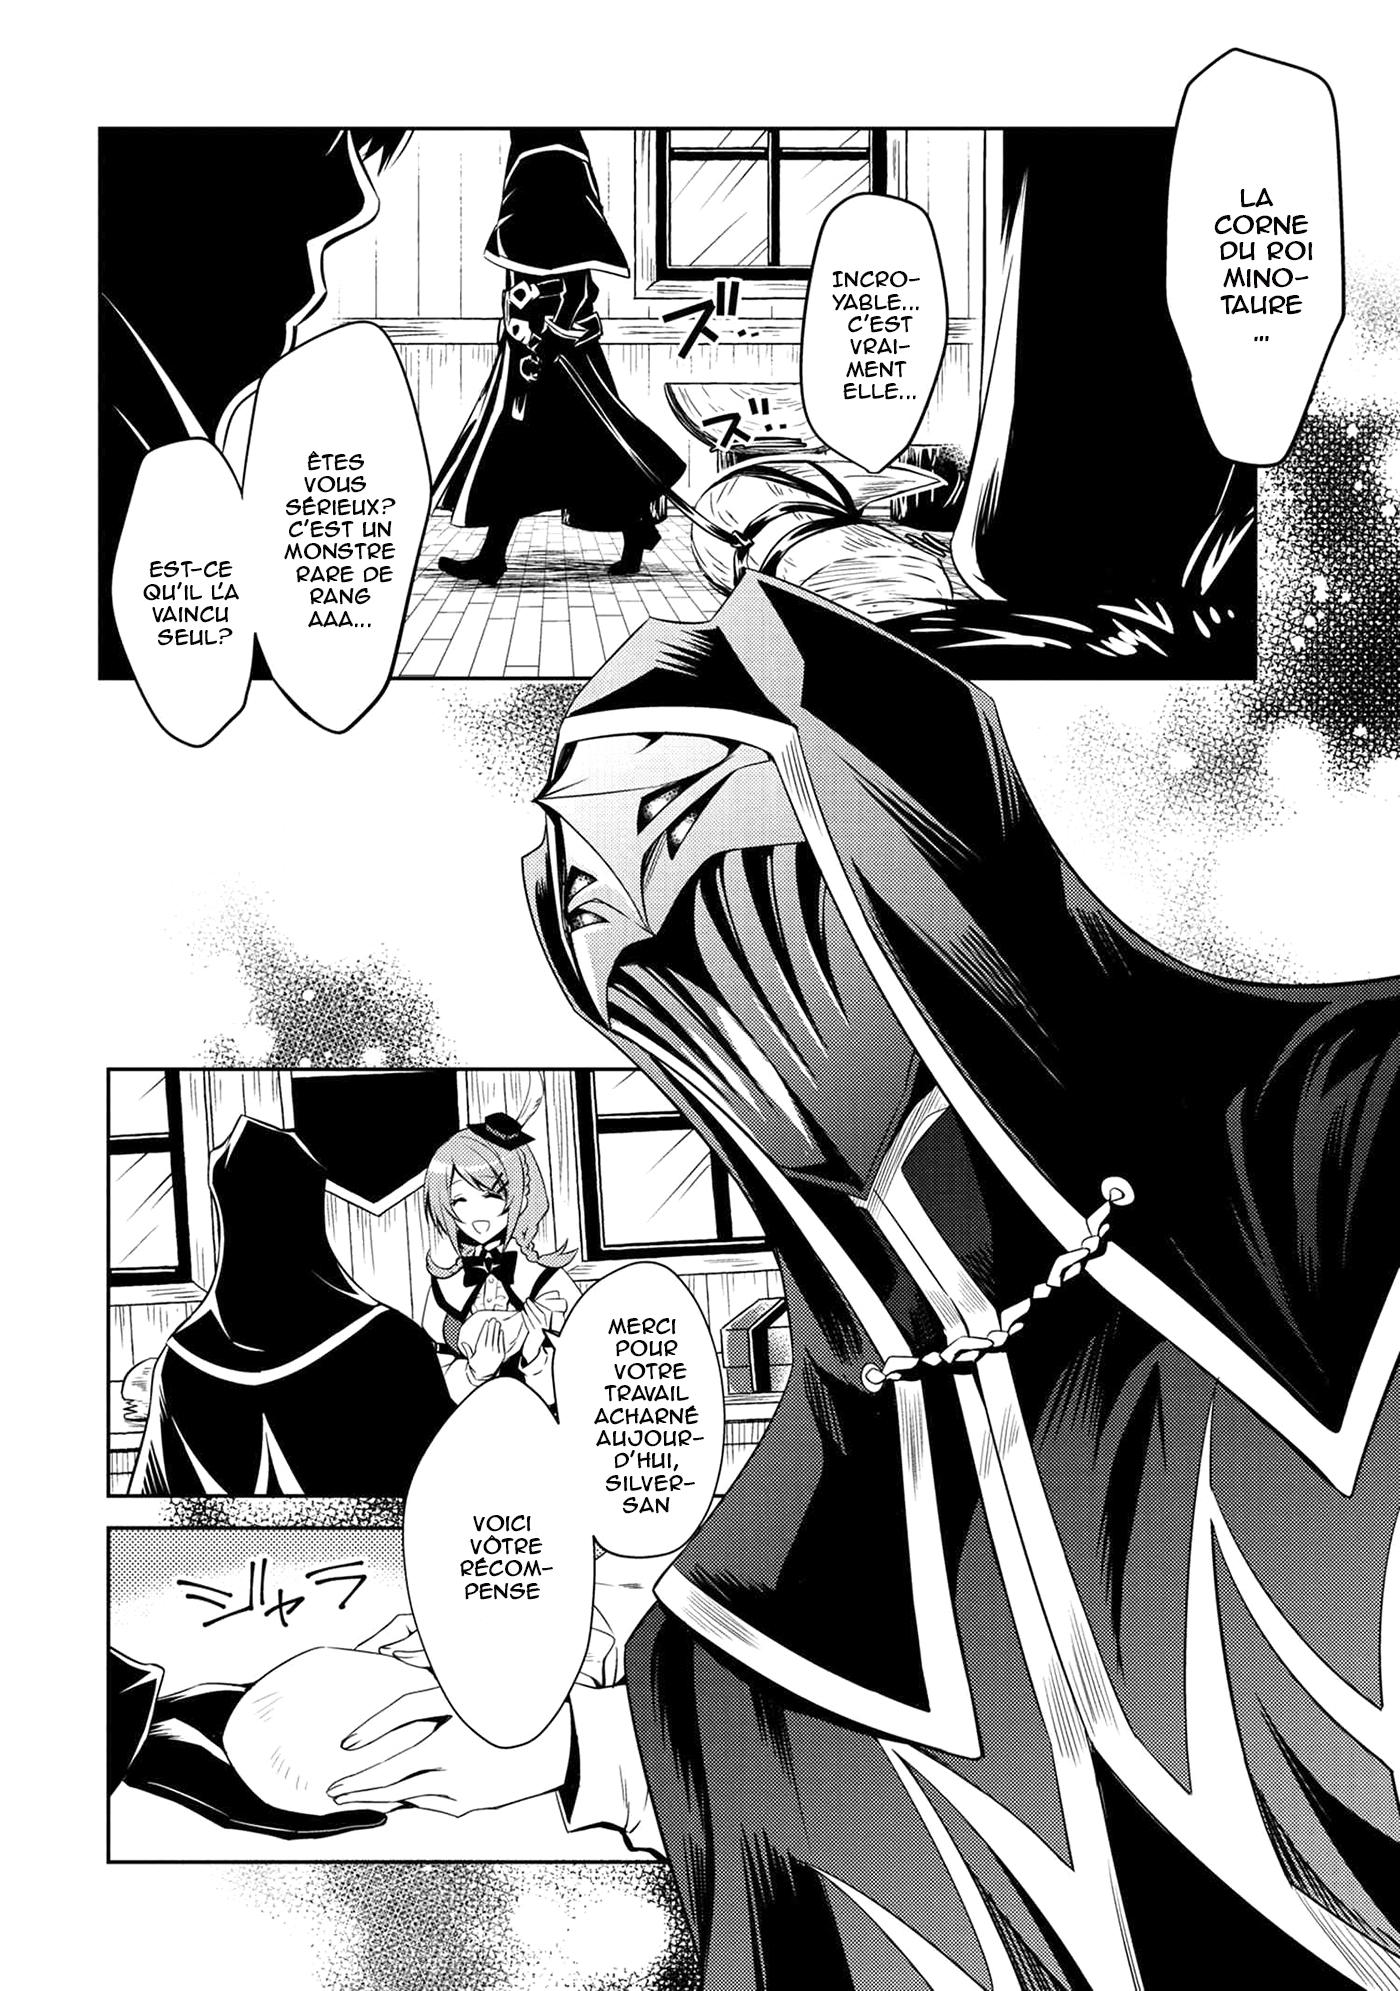 LA
CORNE
DU ROI
MINO-
TAURE
...
INCRO-
YABLE...
C'EST
VRAI-
MENT
ELLE...
ズ"
ズ"...
ÊTES
VOUS
SÉRIEUX?
C'EST UN
MONSTRE
RARE DE
RANG
AAA...
EST-CE
QU'IL L'A
VAINCU
SEUL?
MERCI
POUR
VOTRE
TRAVAIL
ACHARNÉ
AUJOUR-
D'HUI,
SILVER-
SAN
VOICI
VÔTRE
RÉCOM-
PENSE
ジャラ